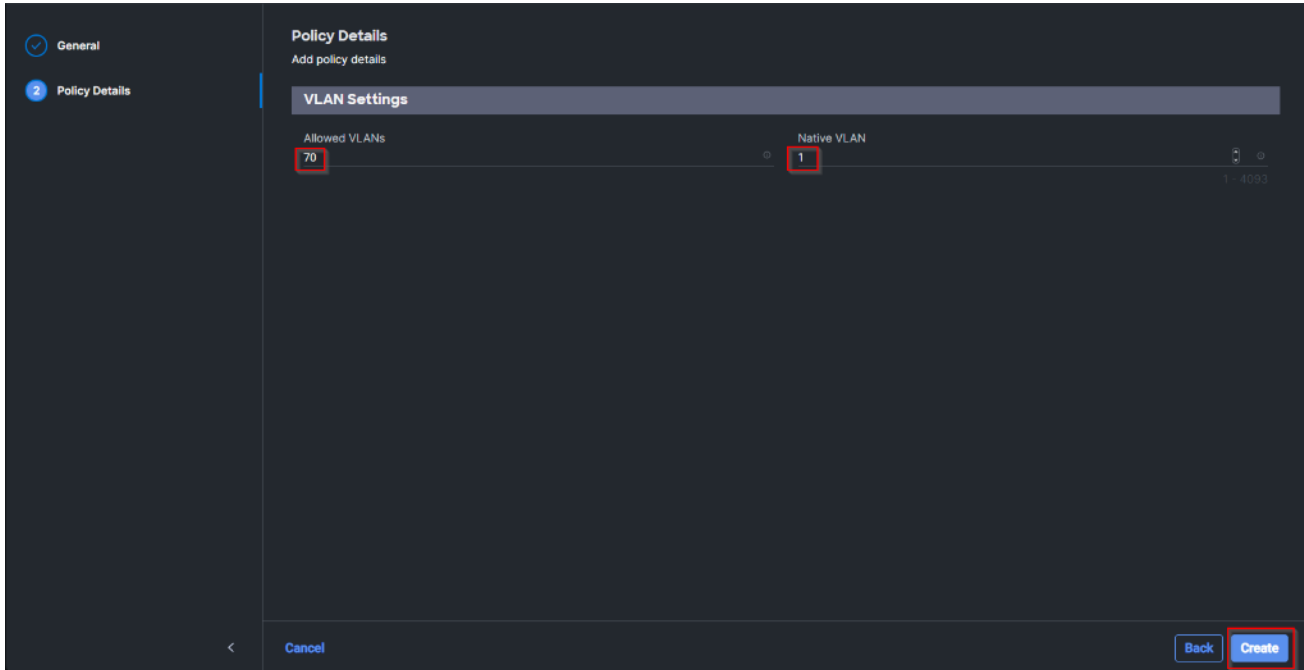 General
2 Policy Details
Policy Details
Add policy details
VLAN Settings
Allowed VLANs
70
Native VLAN
1
1 - 4093
Cancel
Back
Create